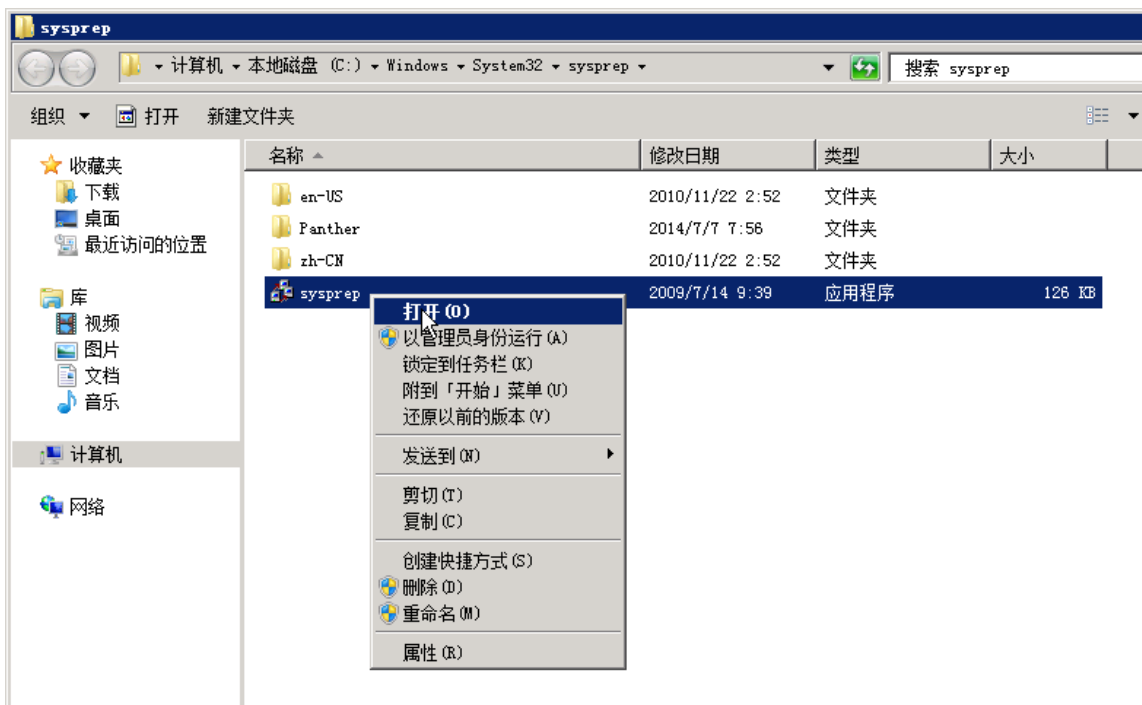 sysprep
计算机 本地磁盘 (C:) Windows System32 sysprep
搜索 sysprep
组织 打开 新建文件夹
名称 修改日期 类型 大小
收藏夹
下载
桌面
最近访问的位置
库
视频
图片
文档
音乐
计算机
网络
en-US 2010/11/22 2:52 文件夹
Panther 2014/7/7 7:56 文件夹
zh-CN 2010/11/22 2:52 文件夹
sysprep 2009/7/14 9:39 应用程序 126 KB
打开(O)
以管理员身份运行(A)
锁定到任务栏(K)
附到「开始」菜单(U)
还原以前的版本(V)
发送到(N)
剪切(T)
复制(C)
创建快捷方式(S)
删除(D)
重命名(M)
属性(R)